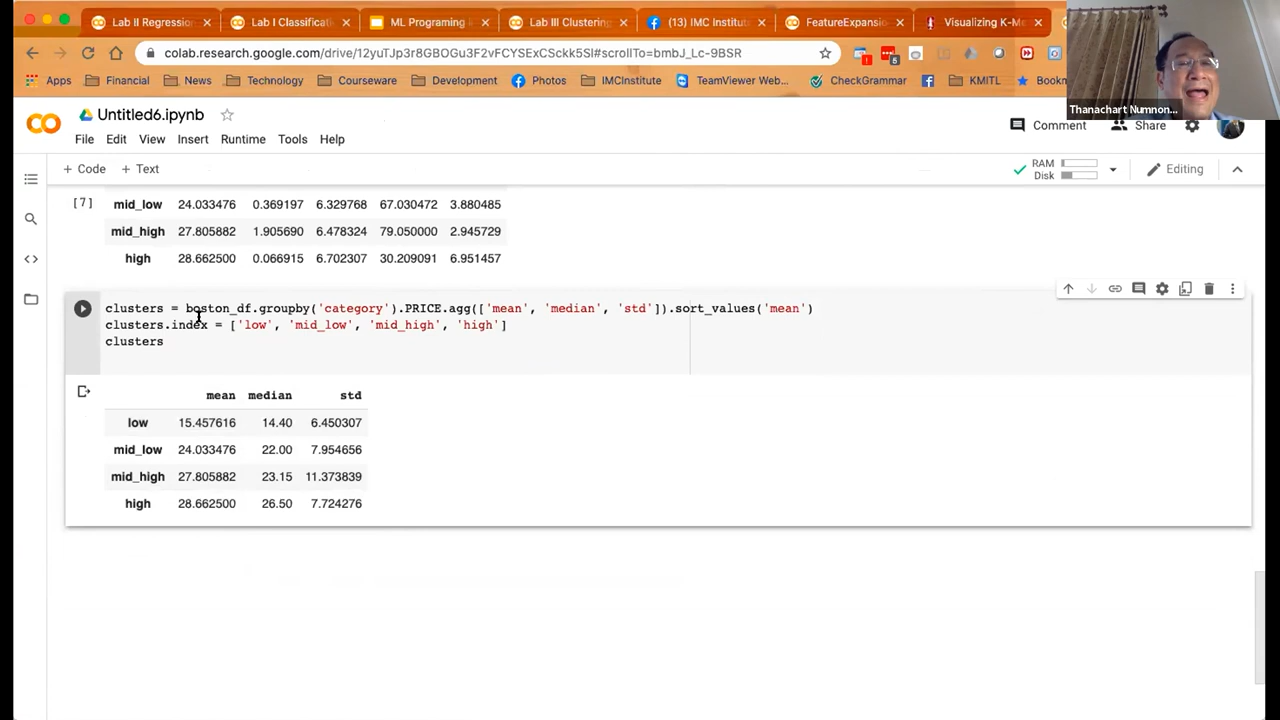 Lab II Regression
Lab I Classificati
ML Programing
Lab III Clustering
(13) IMC Institut
FeatureExpansio
Visualizing K-Me
colab.research.google.com/drive/12yuTJp3r8GBOGu3F2vFCYSExCSckk5Sl#scrollTo=bmbJ_Lc-9BSR
Apps
Financial
News
Technology
Courseware
Development
Photos
IMCInstitute
TeamViewer Web...
CheckGrammar
KMITL
Bookm
Thanachart Numnon...
Untitled6.ipynb
File Edit View Insert Runtime Tools Help
Comment
Share
+ Code + Text
RAM
Disk
Editing
[7]
mid_low 24.033476 0.369197 6.329768 67.030472 3.880485
mid_high 27.805882 1.905690 6.478324 79.050000 2.945729
high 28.662500 0.066915 6.702307 30.209091 6.951457
clusters = boston_df.groupby('category').PRICE.agg(['mean', 'median', 'std']).sort_values('mean')
clusters.index = ['low', 'mid_low', 'mid_high', 'high']
clusters
mean median std
low 15.457616 14.40 6.450307
mid_low 24.033476 22.00 7.954656
mid_high 27.805882 23.15 11.373839
high 28.662500 26.50 7.724276